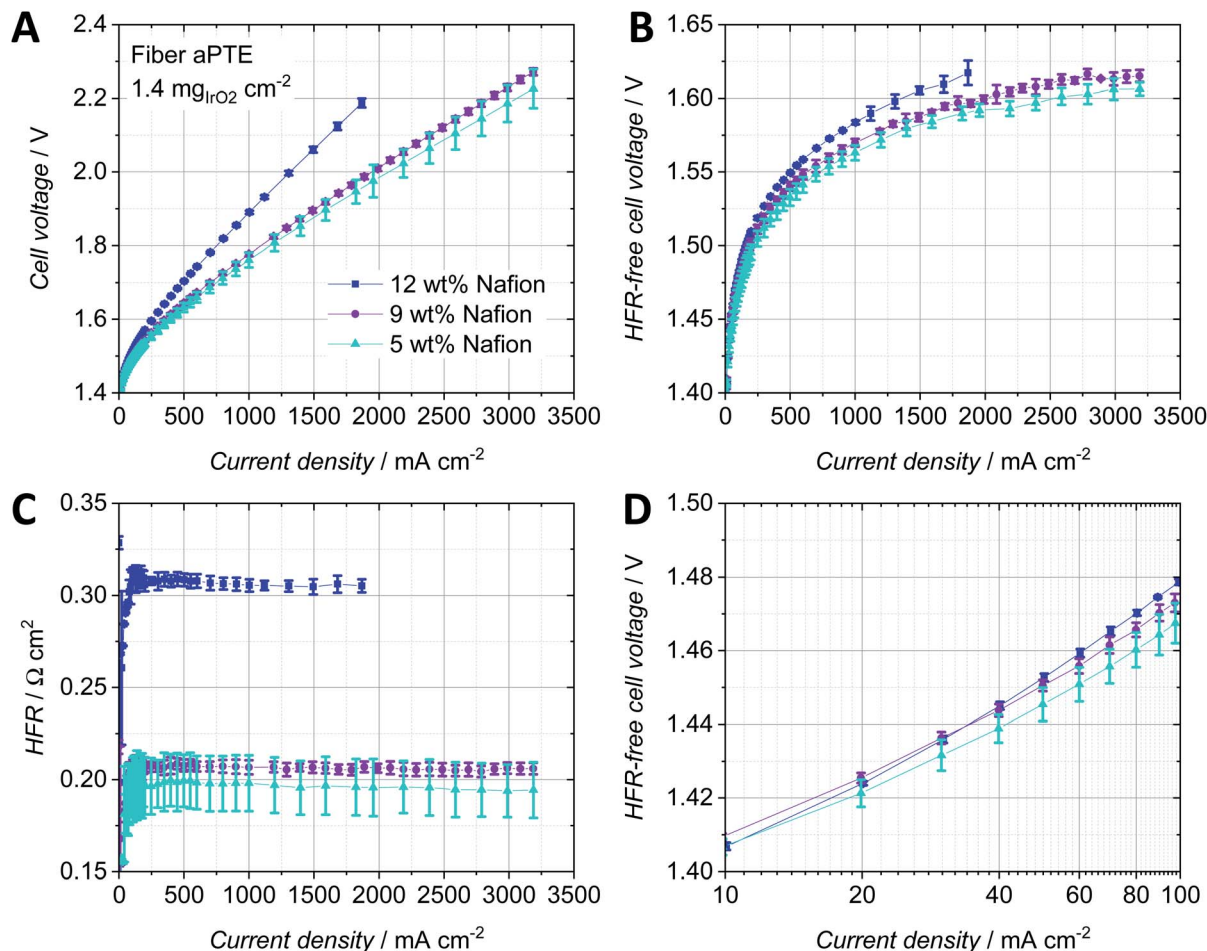 A
2.4
2.2
2.0
1.8
1.6
1.4
Cell voltage / V
Fiber aPTE
1.4 mg_IrO2 cm-2
12 wt% Nafion
9 wt% Nafion
5 wt% Nafion
0 500 1000 1500 2000 2500 3000 3500
Current density / mA cm-2
B
1.65
1.60
1.55
1.50
1.45
1.40
HFR-free cell voltage / V
0 500 1000 1500 2000 2500 3000 3500
Current density / mA cm-2
C
0.35
0.30
0.25
0.20
0.15
HFR / Ω cm2
0 500 1000 1500 2000 2500 3000 3500
Current density / mA cm-2
D
1.50
1.48
1.46
1.44
1.42
1.40
HFR-free cell voltage / V
10 20 40 60 80 100
Current density / mA cm-2